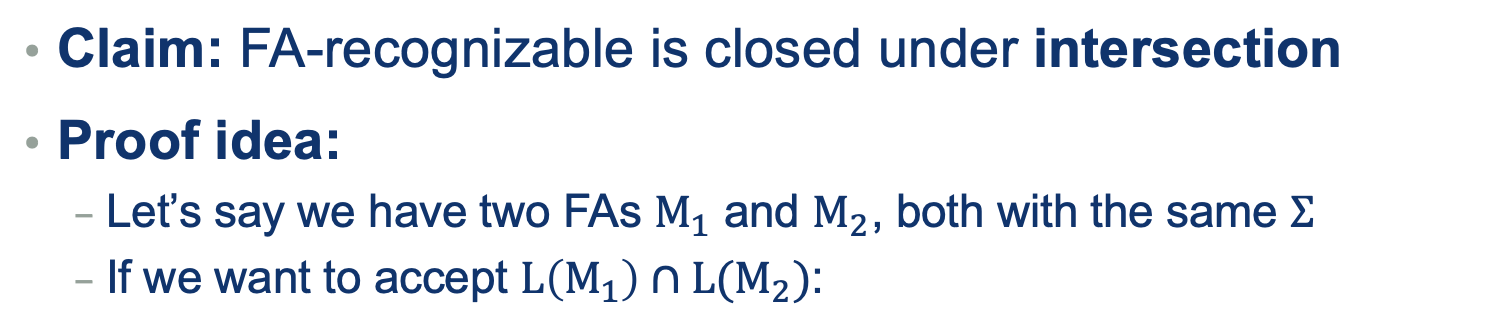 • Claim: FA-recognizable is closed under intersection
• Proof idea:
– Let’s say we have two FAs M₁ and M₂, both with the same Σ
– If we want to accept L(M₁) ∩ L(M₂):